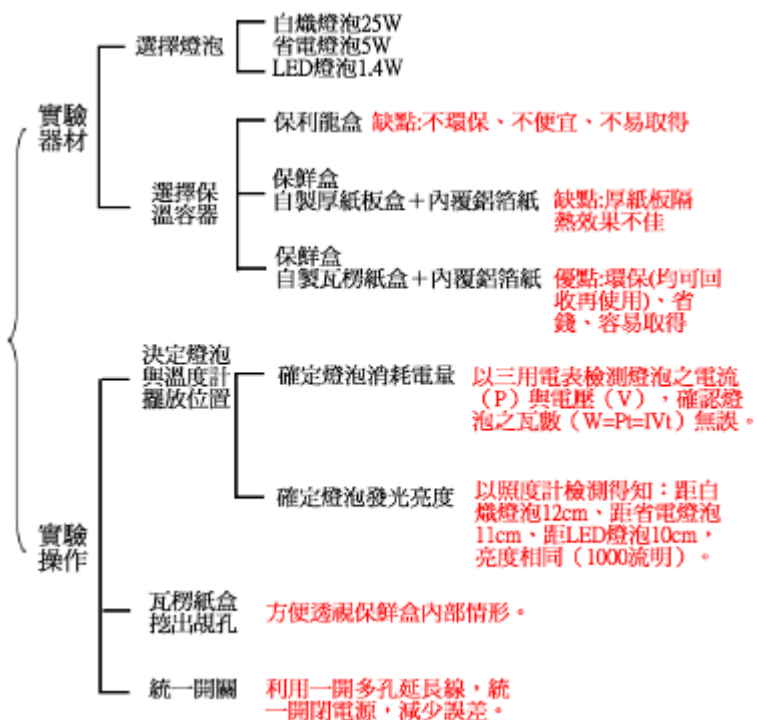 實驗
器材
選擇燈泡
白熾燈泡25W
省電燈泡5W
LED燈泡1.4W
選擇保
溫容器
保利龍盒 缺點:不環保、不便宜、不易取得
保鮮盒
自製厚紙板盒＋內覆鋁箔紙 缺點:厚紙板隔
熱效果不佳
保鮮盒
自製瓦楞紙盒＋內覆鋁箔紙 優點:環保(均可回
收再使用)、省
錢、容易取得
實驗
操作
決定燈泡
與溫度計
擺放位置
確定燈泡消耗電量
以三用電表檢測燈泡之電流
（P）與電壓（V），確認燈
泡之瓦數（W=Pt=IVt）無誤。
確定燈泡發光亮度
以照度計檢測得知：距白
熾燈泡12cm、距省電燈泡
11cm、距LED燈泡10cm，
亮度相同（1000流明）。
瓦楞紙盒
挖出覘孔
方便透視保鮮盒內部情形。
統一開關
利用一開多孔延長線，統
一開閉電源，減少誤差。